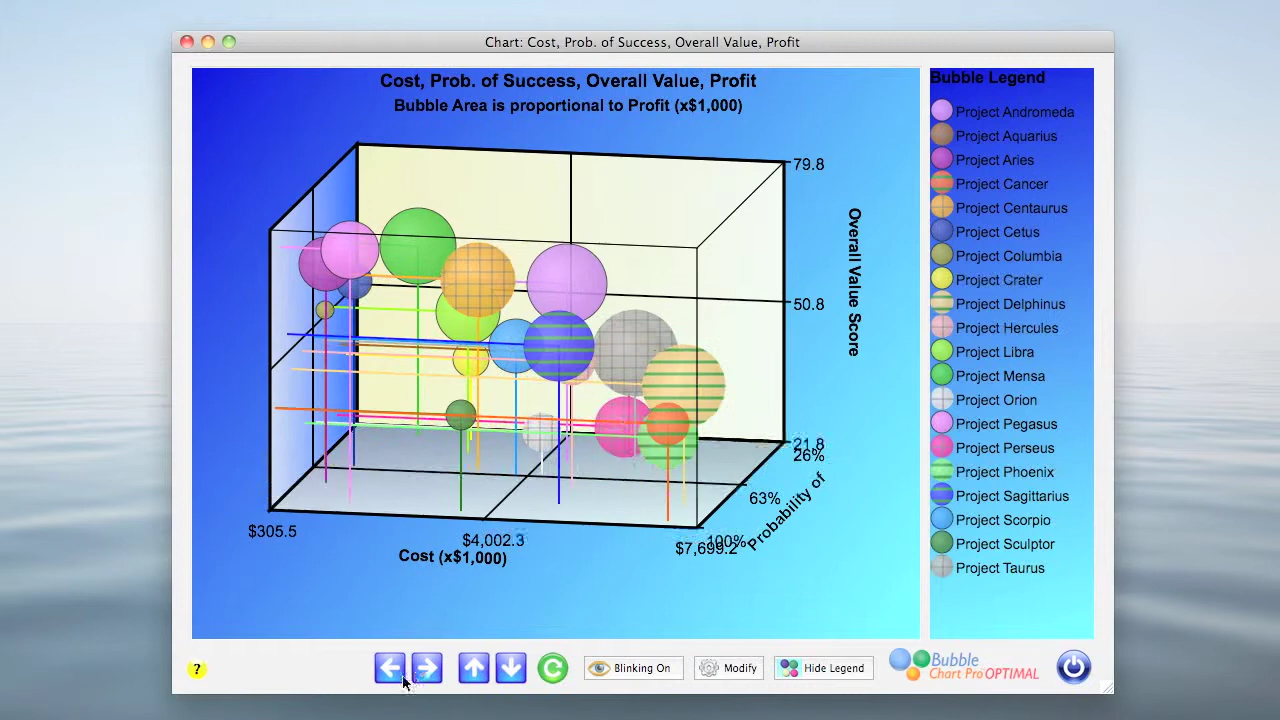 Chart: Cost, Prob. of Success, Overall Value, Profit
Cost, Prob. of Success, Overall Value, Profit
Bubble Area is proportional to Profit (x$1,000)
79.8
50.8
21.8
Overall Value Score
26%
63%
100%
Probability of
$305.5
$4,002.3
$7,699.2
Cost (x$1,000)
Bubble Legend
Project Andromeda
Project Aquarius
Project Aries
Project Cancer
Project Centaurus
Project Cetus
Project Columbia
Project Crater
Project Delphinus
Project Hercules
Project Libra
Project Mensa
Project Orion
Project Pegasus
Project Perseus
Project Phoenix
Project Sagittarius
Project Scorpio
Project Sculptor
Project Taurus
?
Blinking On
Modify
Hide Legend
Bubble
Chart Pro OPTIMAL